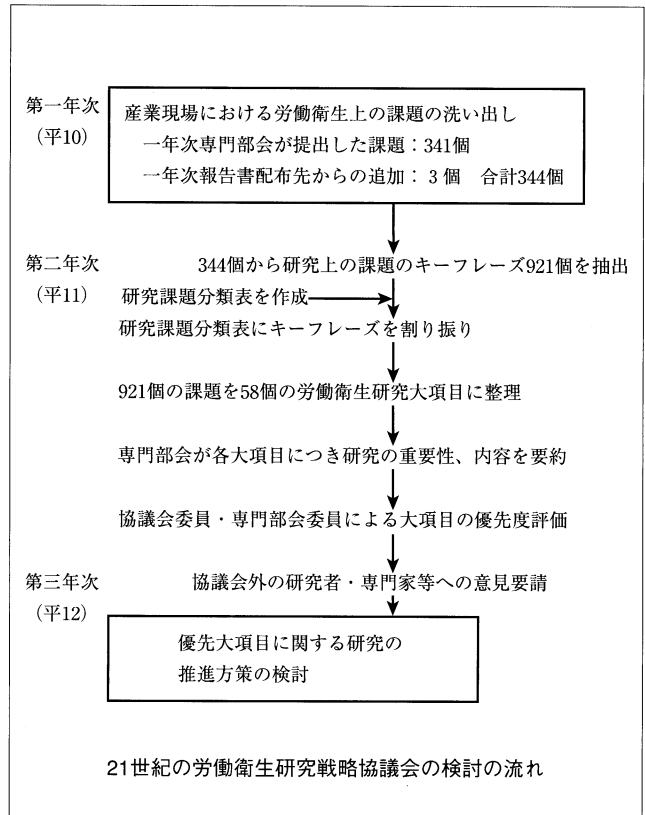 第一年次
(平10)
産業現場における労働衛生上の課題の洗い出し
一年次専門部会が提出した課題：341個
一年次報告書配布先からの追加：3個　合計344個
第二年次
(平11)
344個から研究上の課題のキーフレーズ921個を抽出
研究課題分類表を作成
研究課題分類表にキーフレーズを割り振り
921個の課題を58個の労働衛生研究大項目に整理
専門部会が各大項目につき研究の重要性、内容を要約
協議会委員・専門部会委員による大項目の優先度評価
第三年次
(平12)
協議会外の研究者・専門家等への意見要請
優先大項目に関する研究の
推進方策の検討
21世紀の労働衛生研究戦略協議会の検討の流れ